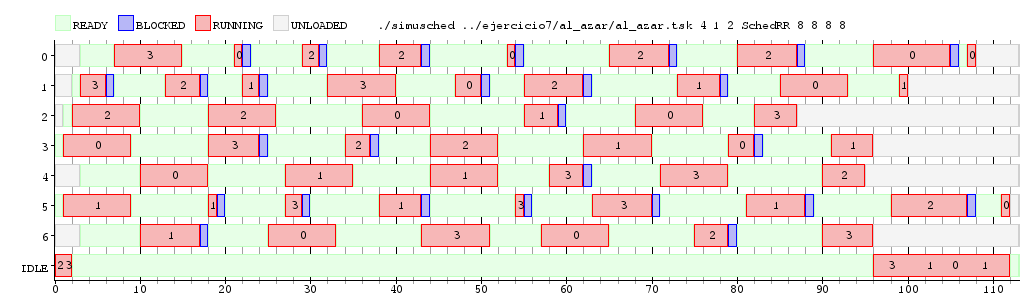 READY BLOCKED RUNNING UNLOADED ./simusched ../ejercicio7/al_azar/al_azar.tsk 4 1 2 SchedRR 8 8 8 8
0 3 0 2 2 0 2 2 0 0
1 3 2 1 3 0 2 1 0 1
2 2 2 0 1 0 3
3 0 3 2 2 1 0 1
4 0 1 1 3 3 2
5 1 1 3 1 3 3 1 2 0
6 1 0 3 0 2 3
IDLE 2 3 3 1 0 1
0 10 20 30 40 50 60 70 80 90 100 110